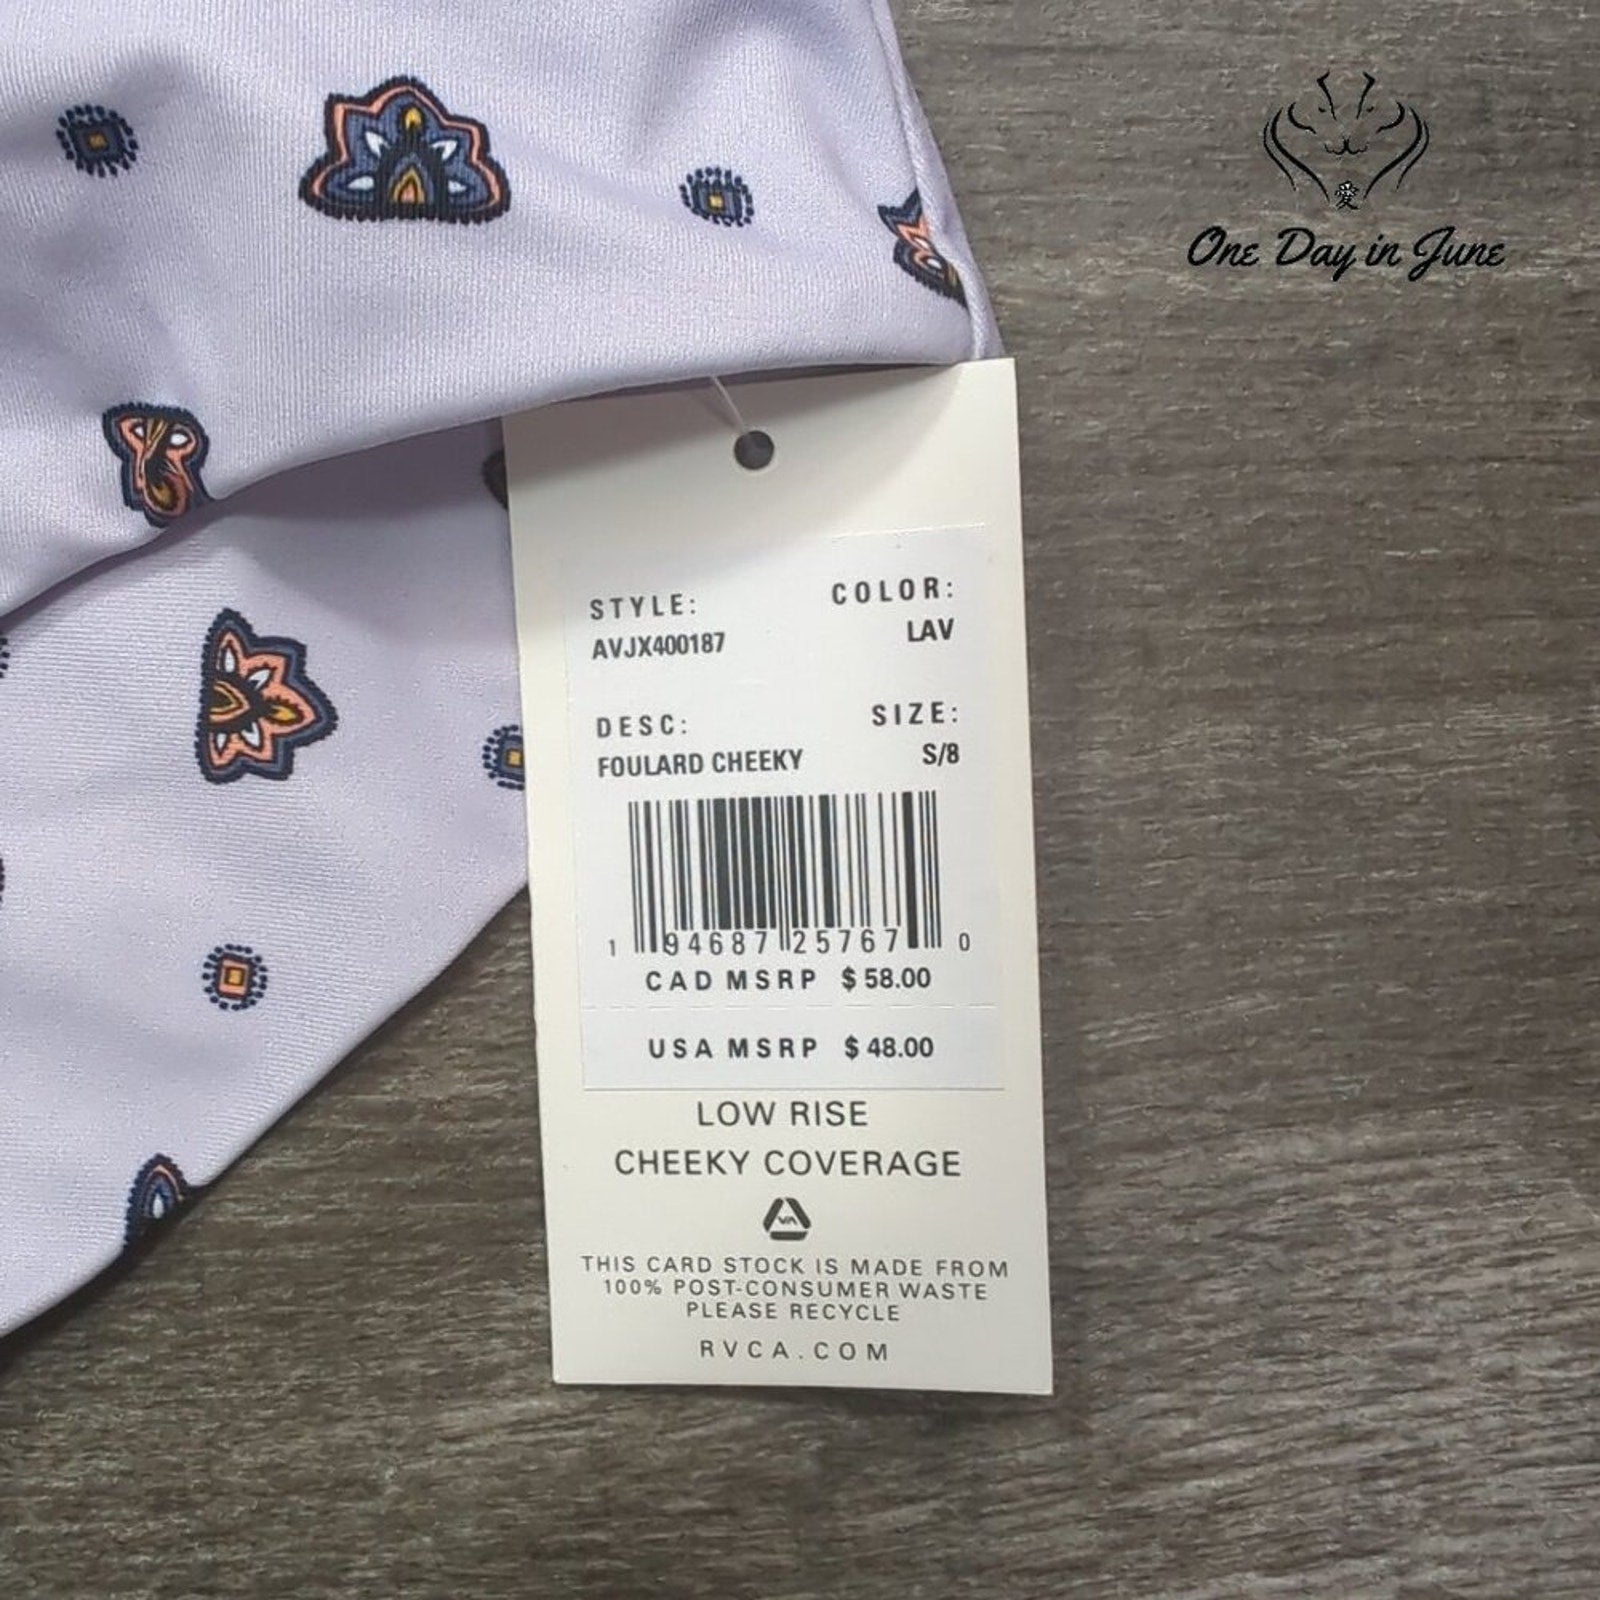 愛
One Day in June
STYLE:
COLOR:
AVJX400187
LAV
DESC:
SIZE:
FOULARD CHEEKY
S/8
1 94687 25767 0
CAD MSRP $ 58.00
USA MSRP $ 48.00
LOW RISE
CHEEKY COVERAGE
VA
THIS CARD STOCK IS MADE FROM
100% POST-CONSUMER WASTE
PLEASE RECYCLE
RVCA.COM